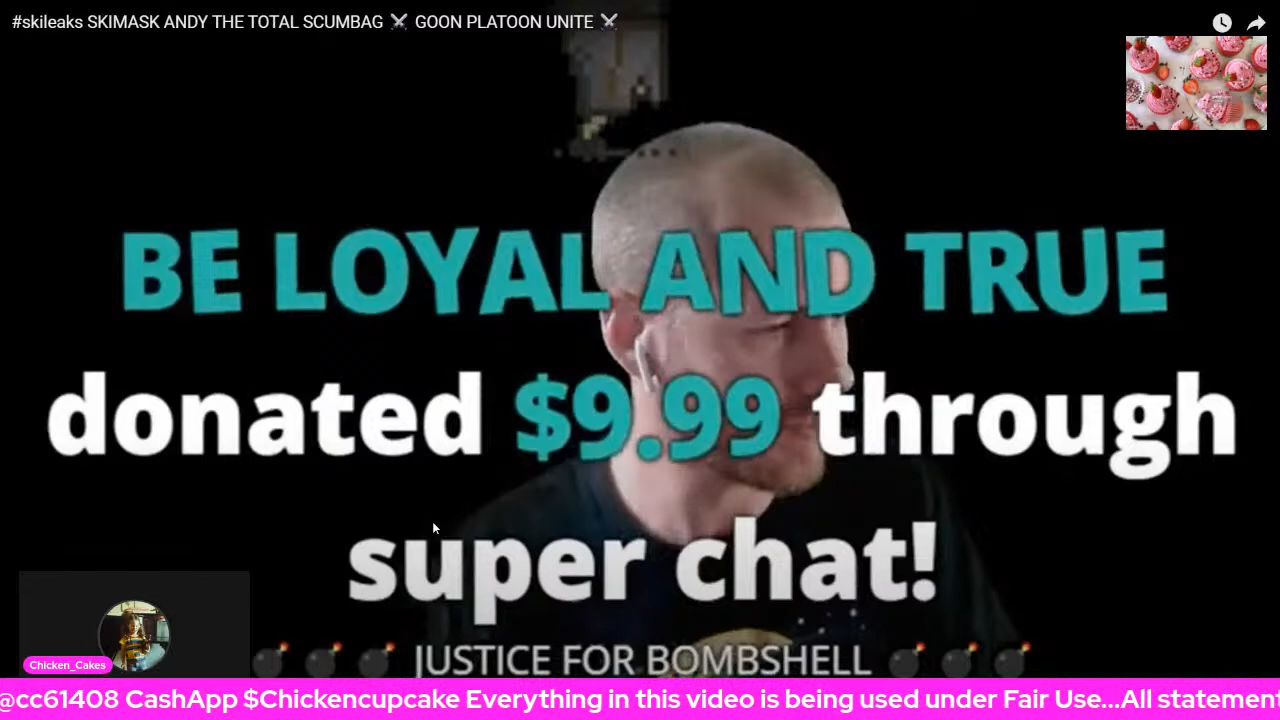 #skileaks SKIMASK ANDY THE TOTAL SCUMBAG ⚔️ GOON PLATOON UNITE ⚔️
BE LOYAL AND TRUE
donated $9.99 through
super chat!
💣 💣 💣 JUSTICE FOR BOMBSHELL 💣 💣 💣
Chicken_Cakes
@cc61408 CashApp $Chickencupcake Everything in this video is being used under Fair Use...All statement